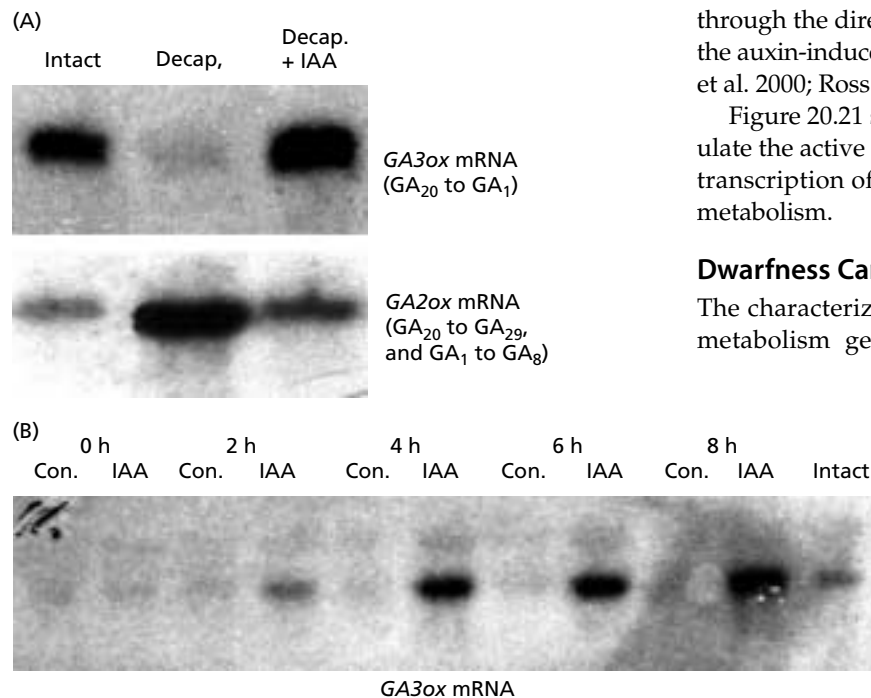 (A)
Intact Decap, Decap. + IAA
GA3ox mRNA
(GA20 to GA1)
GA2ox mRNA
(GA20 to GA29,
and GA1 to GA8)
through the dire
the auxin-induce
et al. 2000; Ross
Figure 20.21 s
ulate the active
transcription of
metabolism.
Dwarfness Car
The characteriz
metabolism ge
(B)
0 h 2 h 4 h 6 h 8 h
Con. IAA Con. IAA Con. IAA Con. IAA Con. IAA Intact
GA3ox mRNA